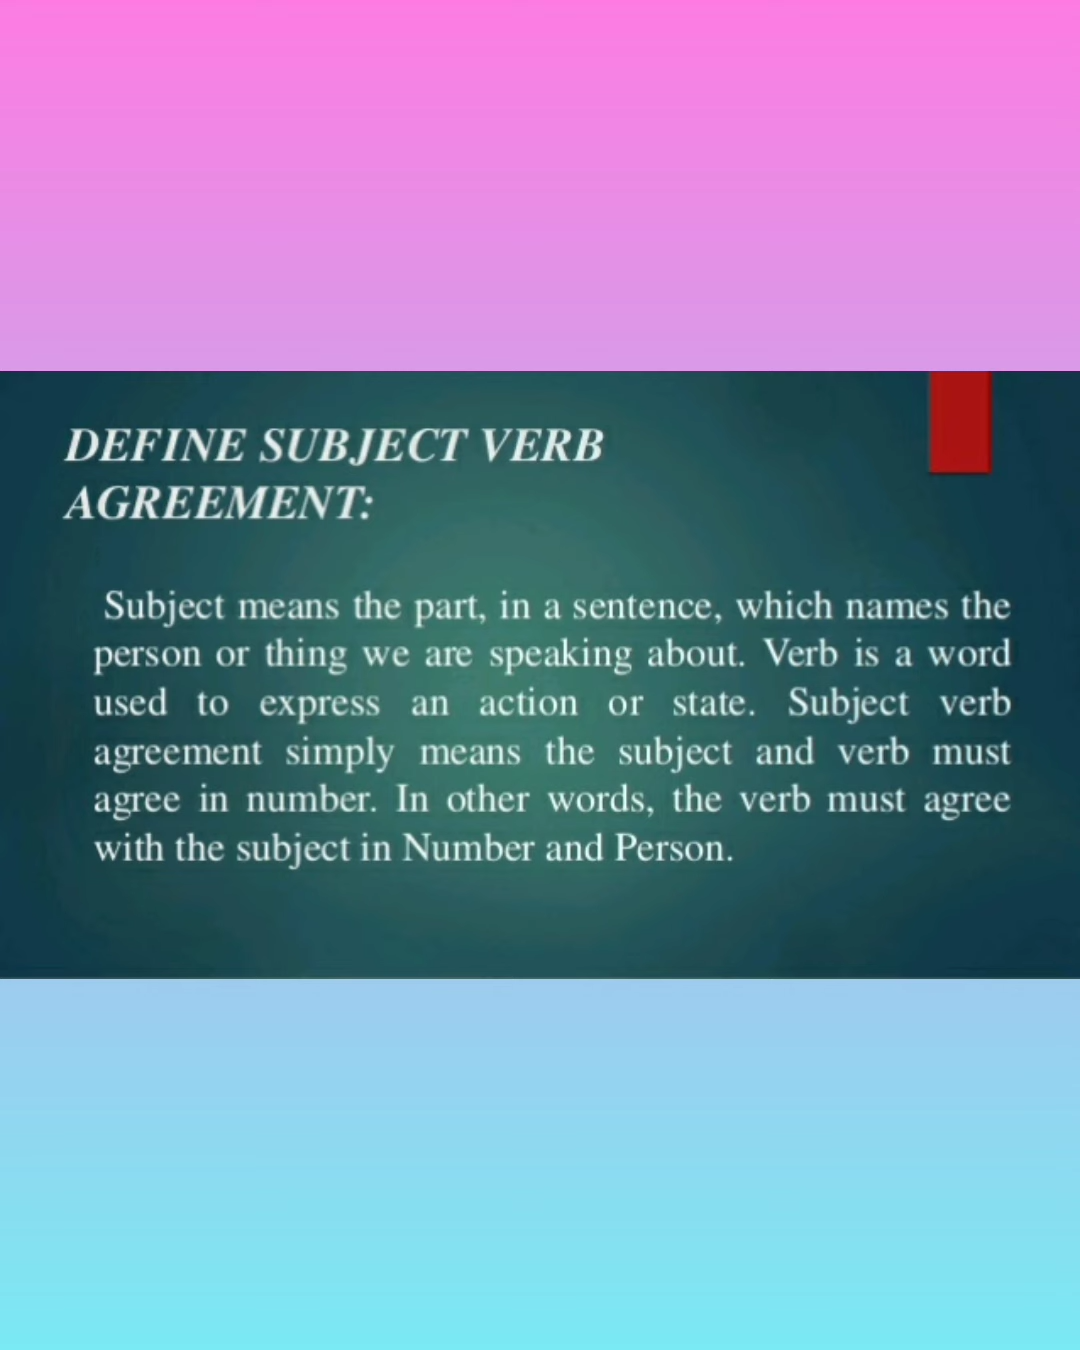 DEFINE SUBJECT VERB
AGREEMENT:
Subject means the part, in a sentence, which names the
person or thing we are speaking about. Verb is a word
used to express an action or state. Subject verb
agreement simply means the subject and verb must
agree in number. In other words, the verb must agree
with the subject in Number and Person.